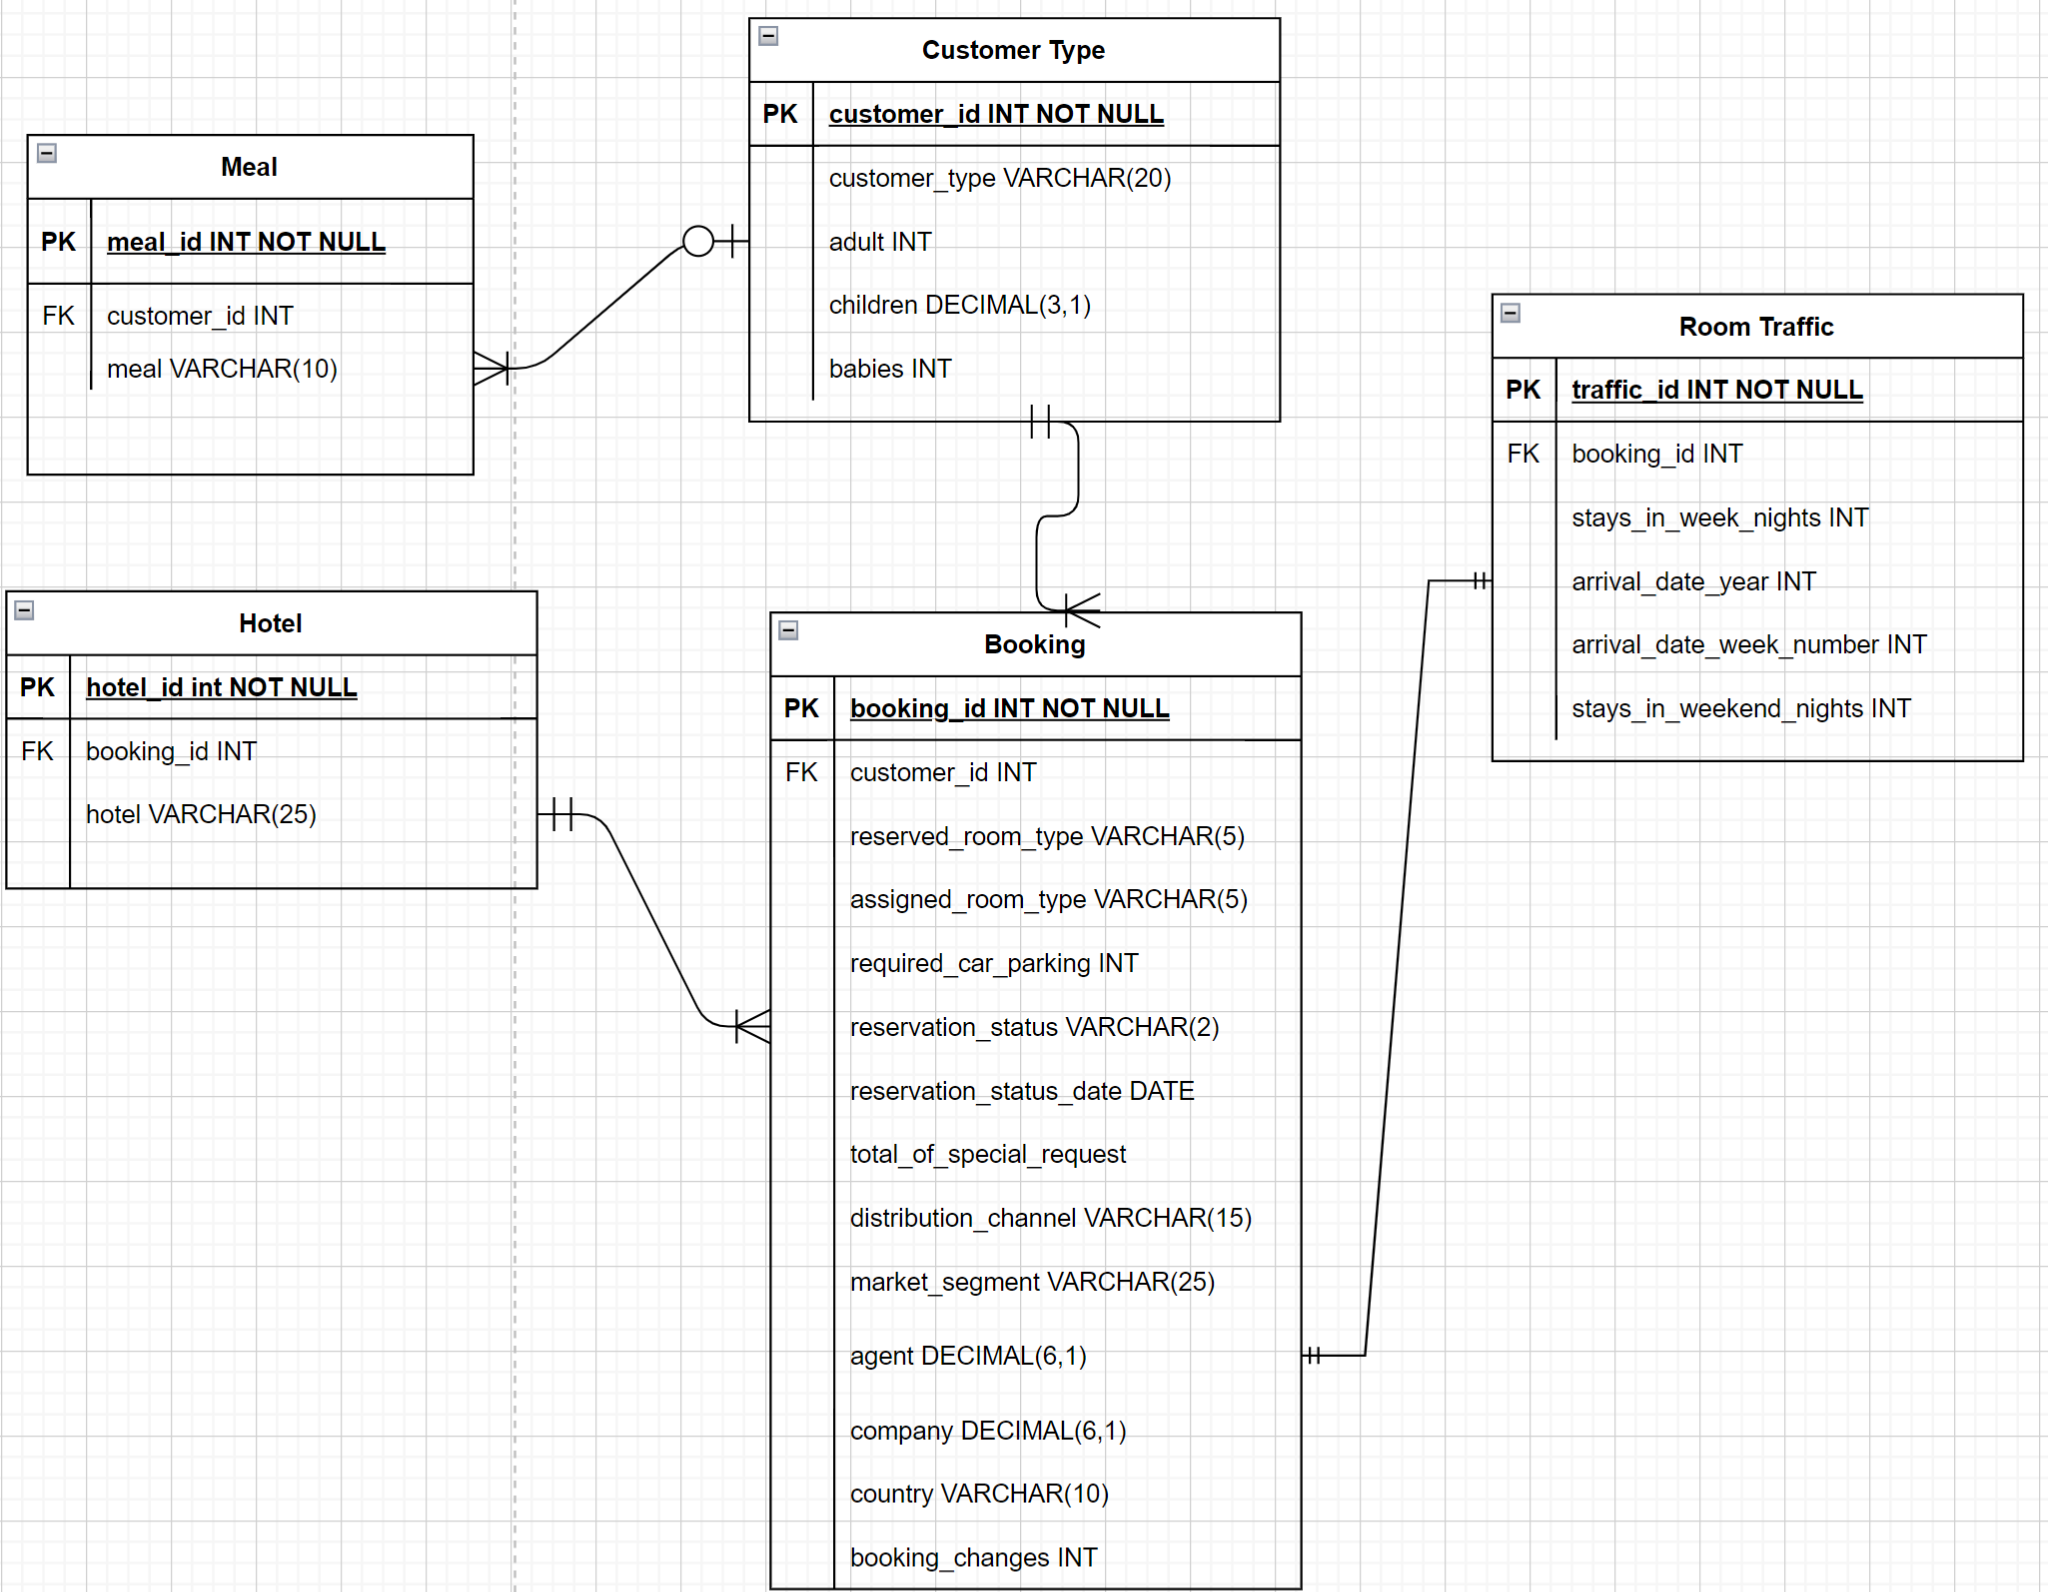 Customer Type
PK customer_id INT NOT NULL
customer_type VARCHAR(20)
adult INT
children DECIMAL(3,1)
babies INT
Meal
PK meal_id INT NOT NULL
FK customer_id INT
meal VARCHAR(10)
Room Traffic
PK traffic_id INT NOT NULL
FK booking_id INT
stays_in_week_nights INT
arrival_date_year INT
arrival_date_week_number INT
stays_in_weekend_nights INT
Hotel
PK hotel_id int NOT NULL
FK booking_id INT
hotel VARCHAR(25)
Booking
PK booking_id INT NOT NULL
FK customer_id INT
reserved_room_type VARCHAR(5)
assigned_room_type VARCHAR(5)
required_car_parking INT
reservation_status VARCHAR(2)
reservation_status_date DATE
total_of_special_request
distribution_channel VARCHAR(15)
market_segment VARCHAR(25)
agent DECIMAL(6,1)
company DECIMAL(6,1)
country VARCHAR(10)
booking_changes INT